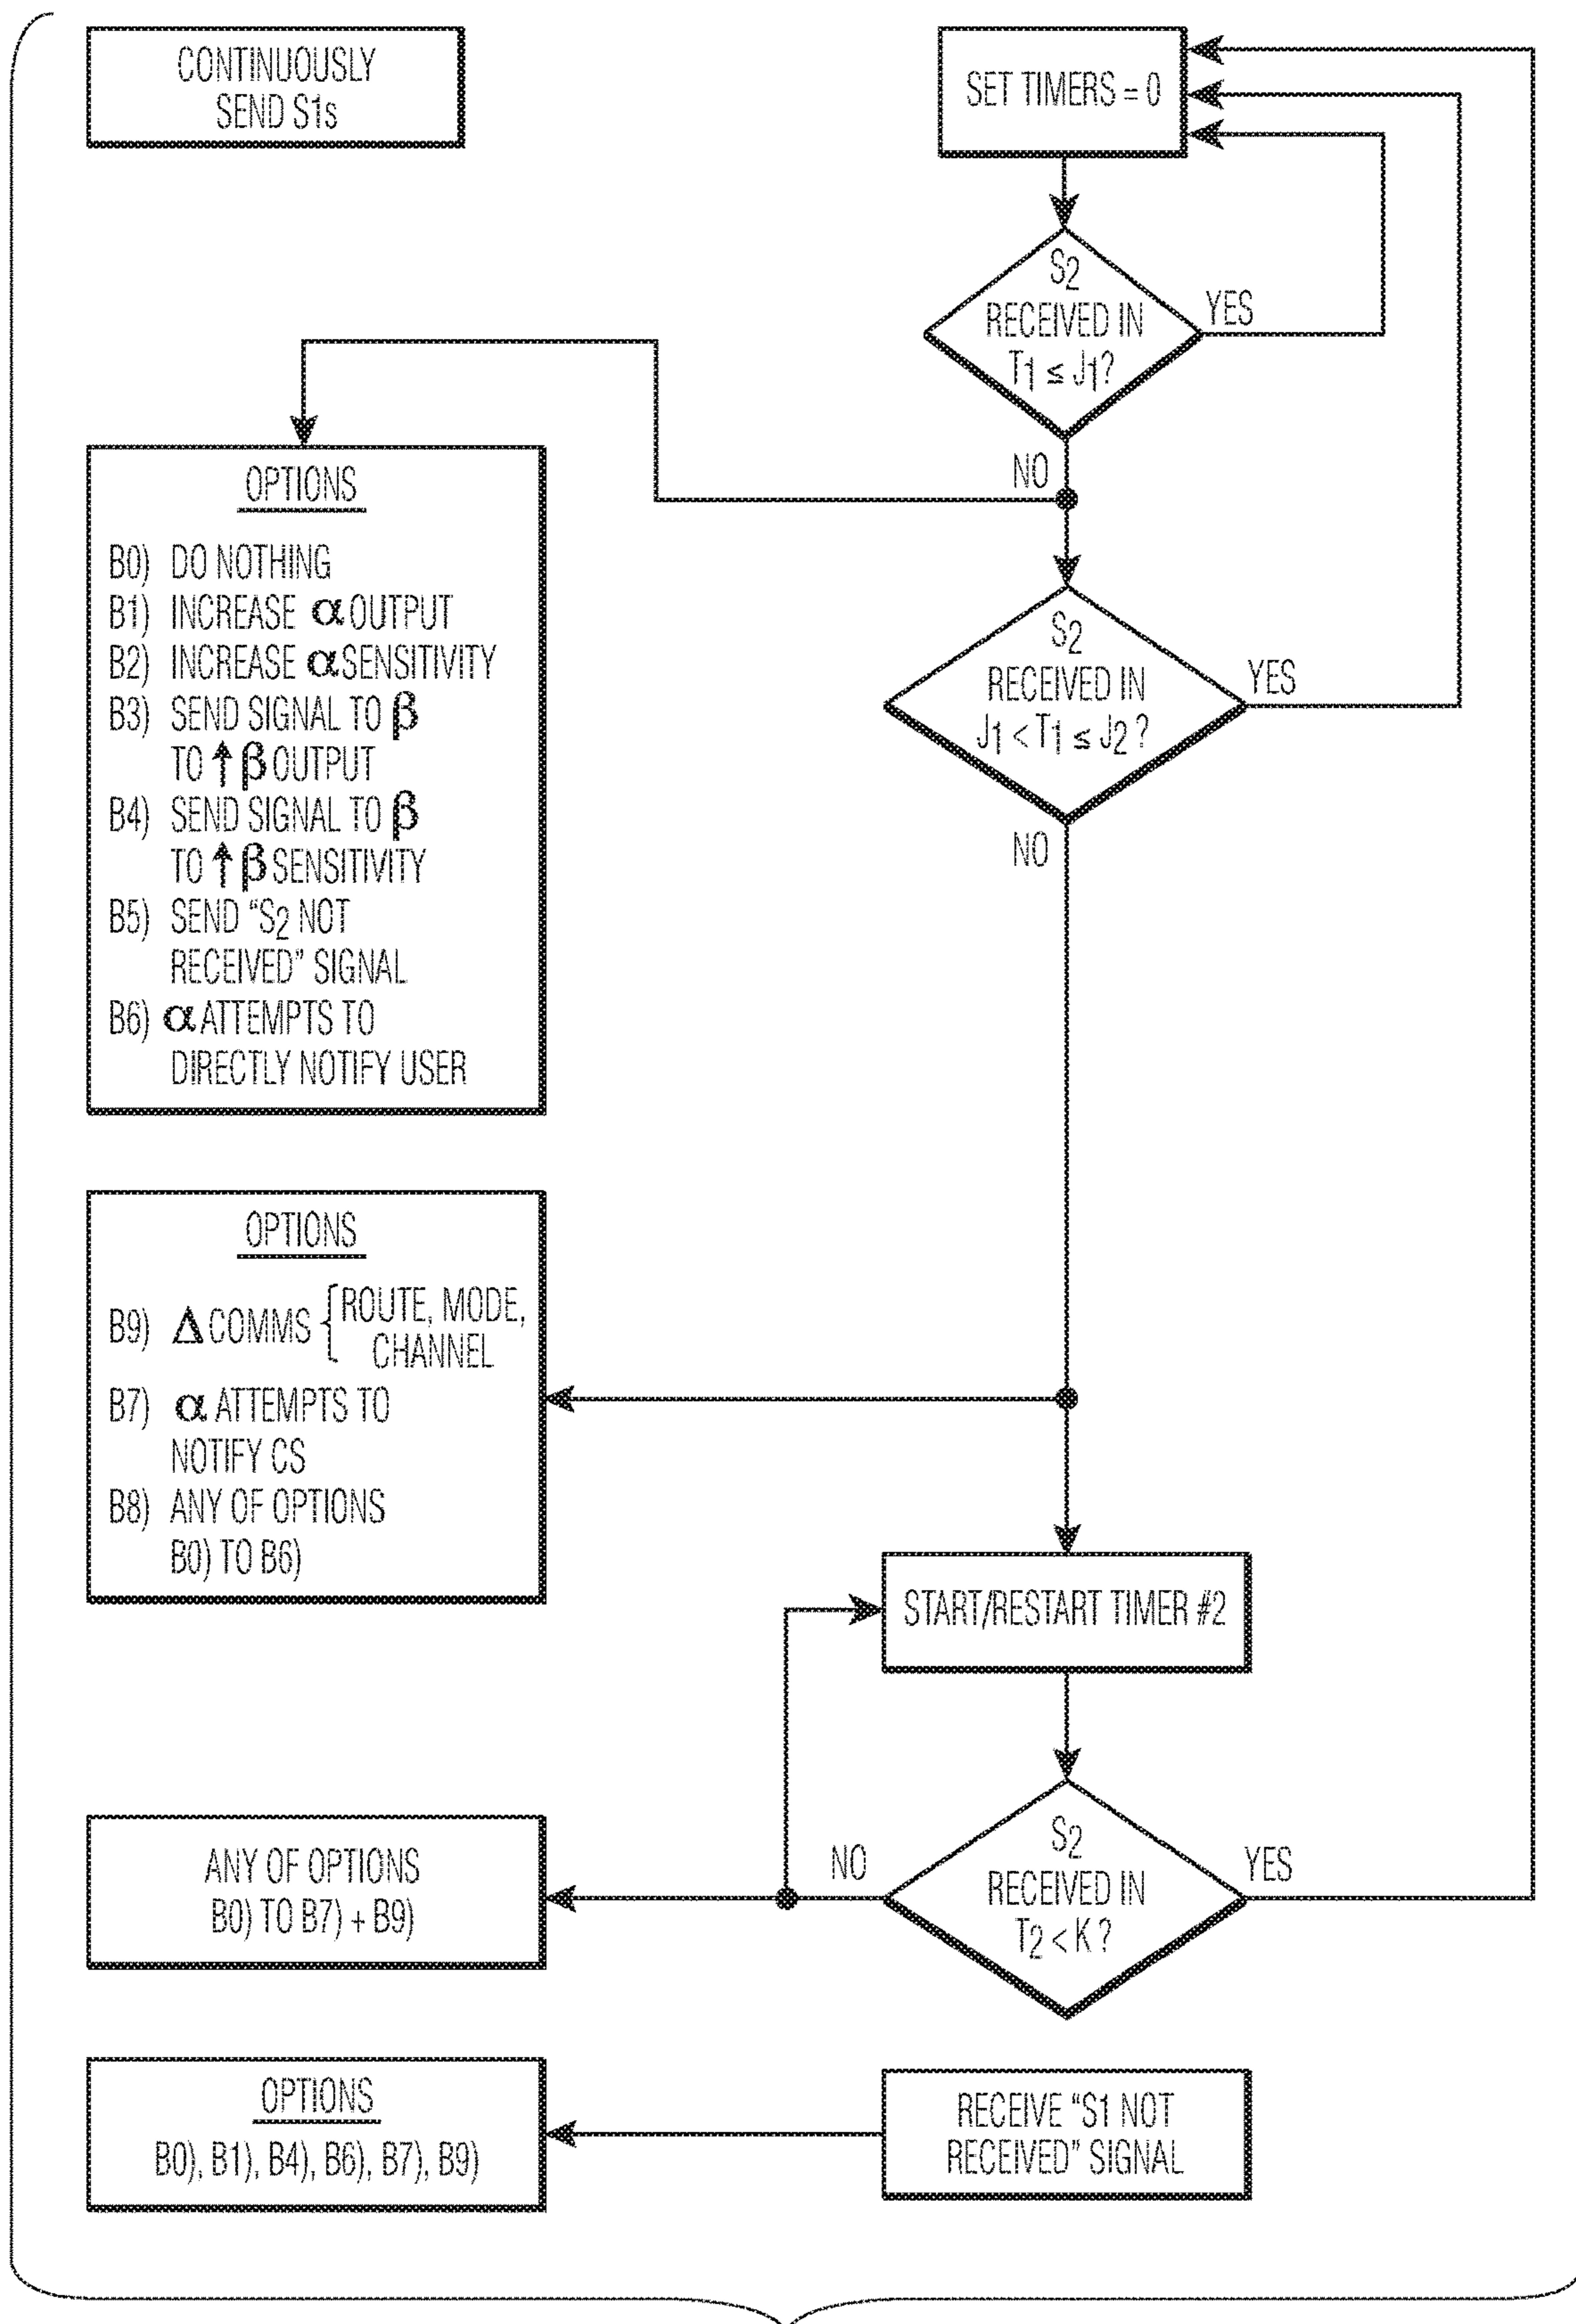 CONTINUOUSLY
SEND S1s
SET TIMERS = 0
S2
RECEIVED IN
T1 ≤ J1?
YES
NO
OPTIONS
B0) DO NOTHING
B1) INCREASE α OUTPUT
B2) INCREASE α SENSITIVITY
B3) SEND SIGNAL TO β
TO ↑ β OUTPUT
B4) SEND SIGNAL TO β
TO ↑ β SENSITIVITY
B5) SEND “S2 NOT
RECEIVED” SIGNAL
B6) α ATTEMPTS TO
DIRECTLY NOTIFY USER
S2
RECEIVED IN
J1 < T1 ≤ J2 ?
YES
NO
OPTIONS
B9) Δ COMMS { ROUTE, MODE,
CHANNEL
B7) α ATTEMPTS TO
NOTIFY CS
B8) ANY OF OPTIONS
B0) TO B6)
START/RESTART TIMER #2
S2
RECEIVED IN
T2 < K ?
NO
YES
ANY OF OPTIONS
B0) TO B7) + B9)
OPTIONS
B0), B1), B4), B6), B7), B9)
RECEIVE “S1 NOT
RECEIVED” SIGNAL